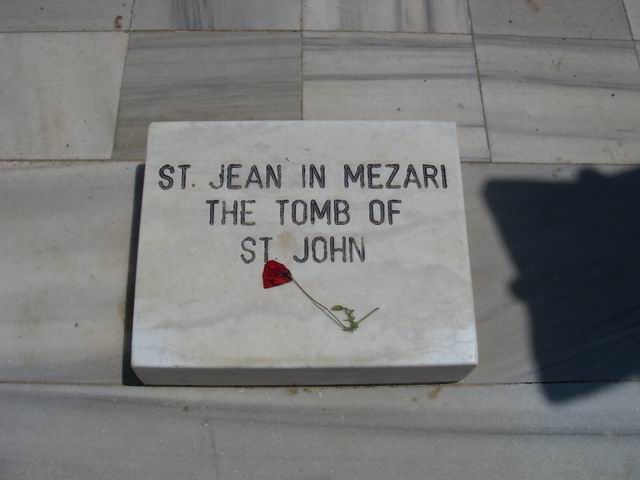 ST. JEAN IN MEZARI
THE TOMB OF
ST JOHN